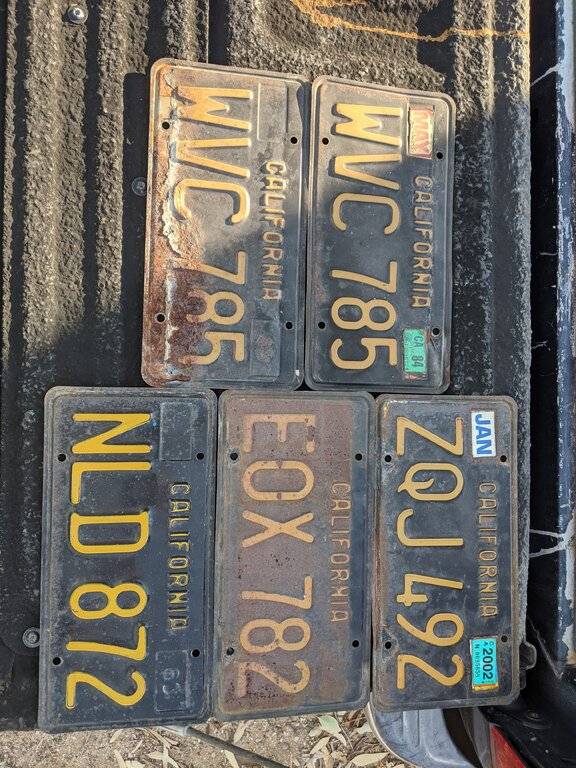 CALIFORNIA
WVC 785
MAY
CALIFORNIA
WVC 785
CA 84
CALIFORNIA
NLD 872
63
CALIFORNIA
EOX 782
JAN
CALIFORNIA
ZQJ 492
2002